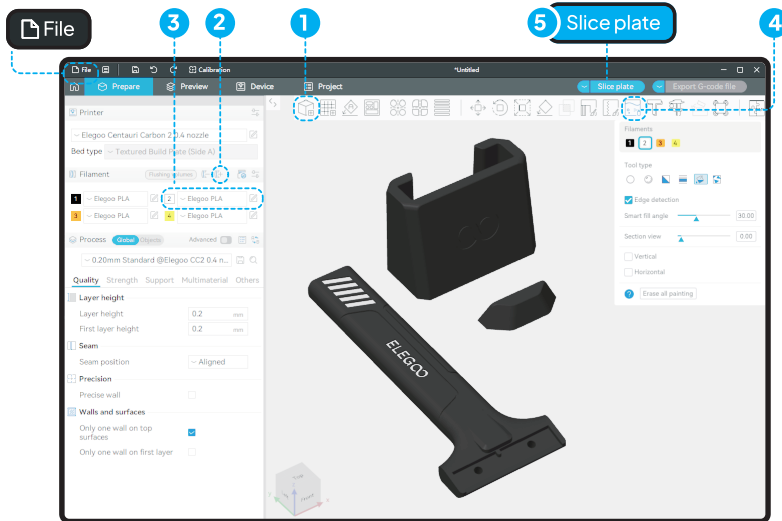 File
3
2
1
5
Slice plate
4
File
Calibration
*Untitled
Prepare
Preview
Device
Project
Slice plate
Export G-code file
Printer
Elegoo Centauri Carbon 2 0.4 nozzle
Bed type
Textured Build Plate (Side A)
Filament
Flushing volumes
1
Elegoo PLA
2
Elegoo PLA
3
Elegoo PLA
4
Elegoo PLA
Process
Global
Objects
Advanced
0.20mm Standard @Elegoo CC2 0.4 n...
Quality
Strength
Support
Multimaterial
Others
Layer height
Layer height
0.2
mm
First layer height
0.2
mm
Seam
Seam position
Aligned
Precision
Precise wall
Walls and surfaces
Only one wall on top
surfaces
Only one wall on first layer
Filaments
1
2
3
4
Tool type
Edge detection
Smart fill angle
30.00
Section view
0.00
Vertical
Horizontal
?
Erase all painting
ELEGOO
Top
Front